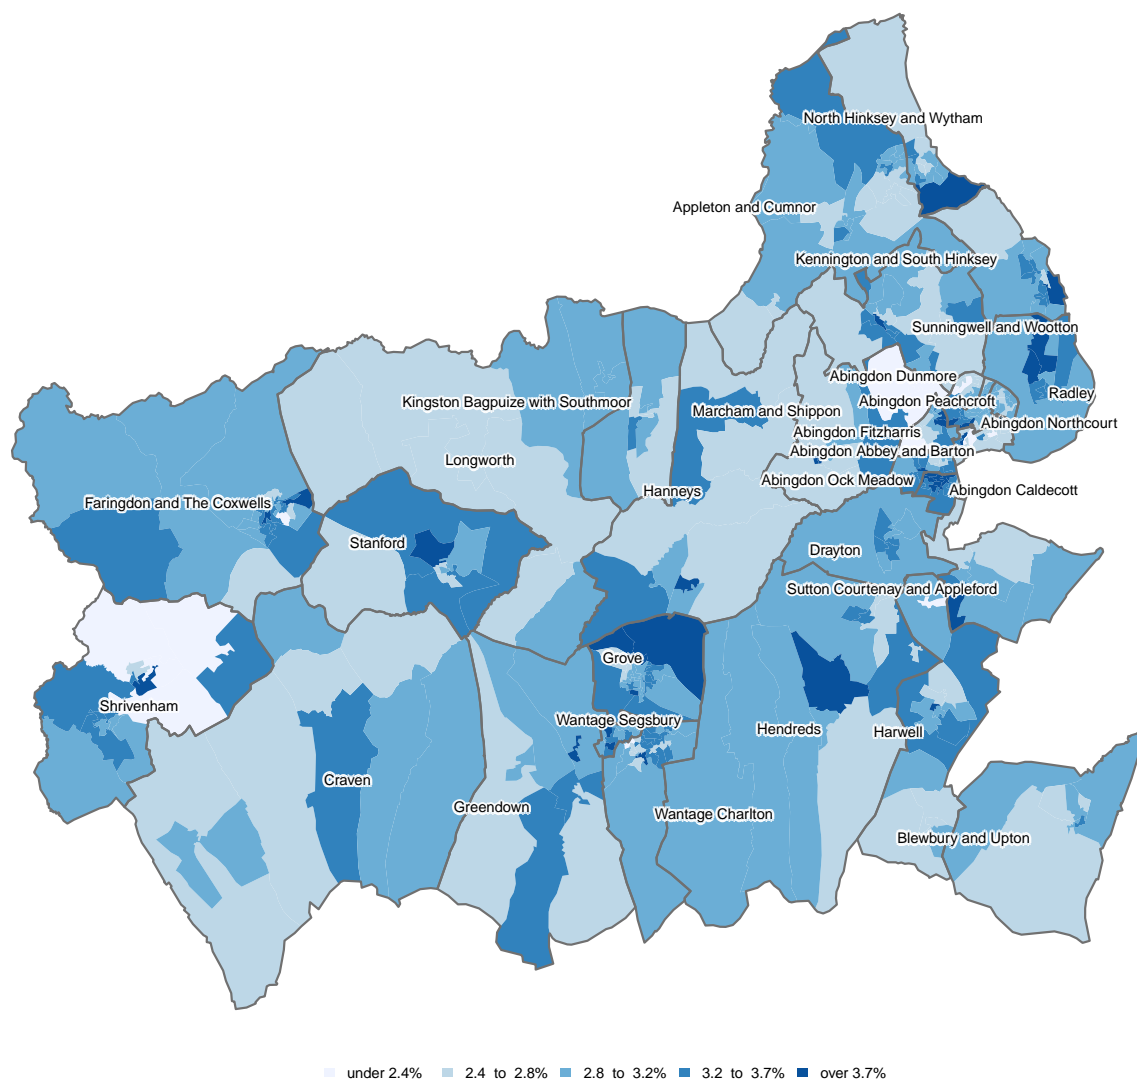 North Hinksey and Wytham
Appleton and Cumnor
Kennington and South Hinksey
Sunningwell and Wootton
Abingdon Dunmore
Radley
Abingdon Peachcroft
Kingston Bagpuize with Southmoor
Marcham and Shippon
Abingdon Northcourt
Abingdon Fitzharris
Abingdon Abbey and Barton
Longworth
Abingdon Ock Meadow
Hanneys
Abingdon Caldecott
Faringdon and The Coxwells
Stanford
Drayton
Sutton Courtenay and Appleford
Grove
Shrivenham
Wantage Segsbury
Hendreds
Harwell
Craven
Greendown
Wantage Charlton
Blewbury and Upton
under 2.4% 2.4 to 2.8% 2.8 to 3.2% 3.2 to 3.7% over 3.7%